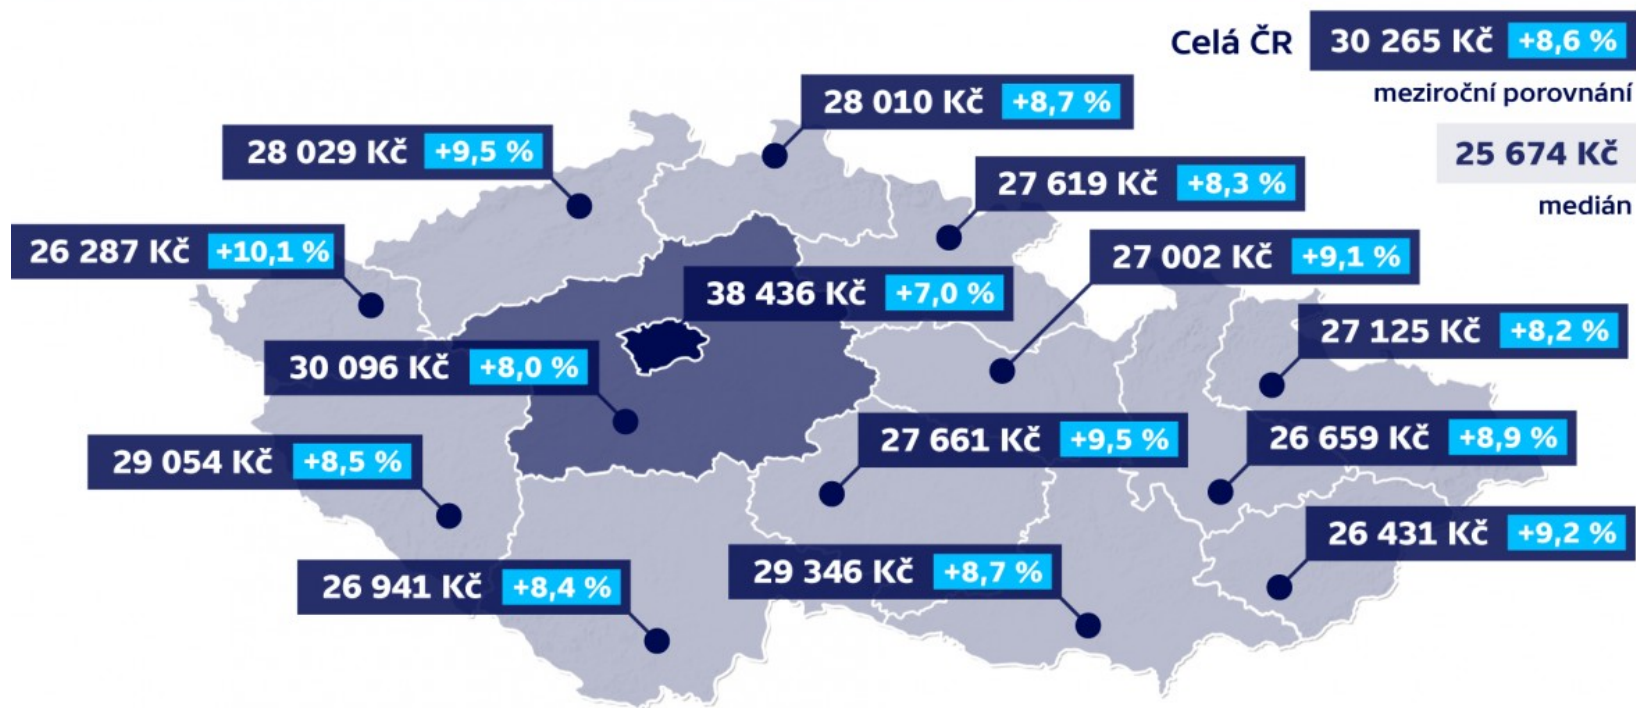 Celá ČR 30 265 Kč +8,6 %
meziroční porovnání
25 674 Kč
medián
28 010 Kč +8,7 %
28 029 Kč +9,5 %
27 619 Kč +8,3 %
26 287 Kč +10,1 %
27 002 Kč +9,1 %
38 436 Kč +7,0 %
27 125 Kč +8,2 %
30 096 Kč +8,0 %
27 661 Kč +9,5 %
26 659 Kč +8,9 %
29 054 Kč +8,5 %
26 431 Kč +9,2 %
29 346 Kč +8,7 %
26 941 Kč +8,4 %